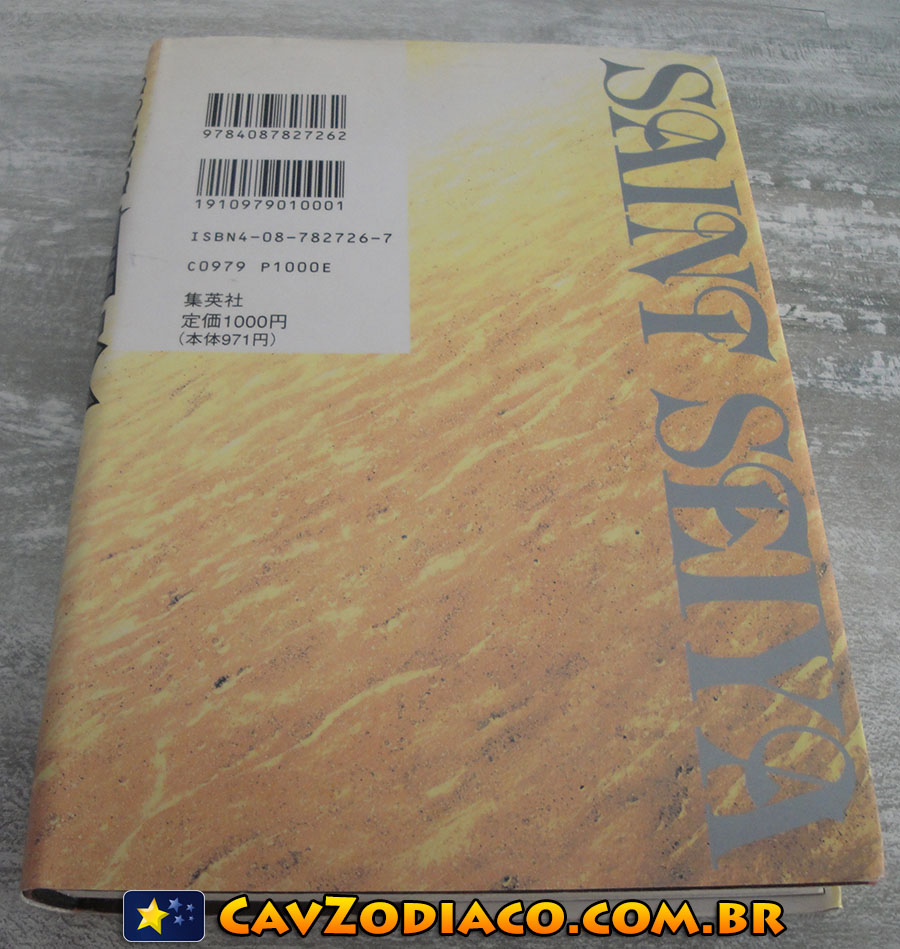 9784087827262
1910979010001
ISBN4-08-782726-7
C0979 P1000E
集英社
定価1000円
(本体971円)
SAINT SEIYA
CAVZODIACO.COM.BR